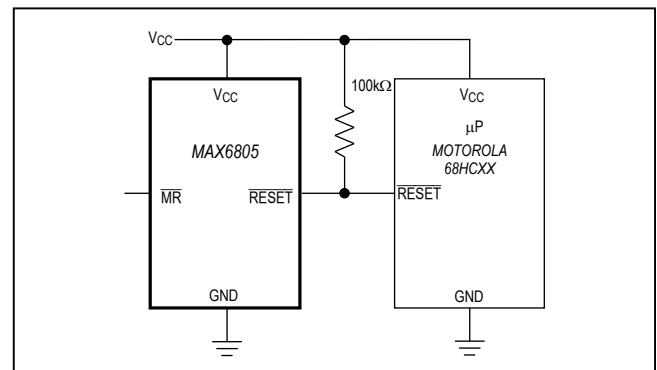 VCC
100kΩ
VCC
MAX6805
MR
RESET
GND
VCC
μP
MOTOROLA
68HCXX
RESET
GND